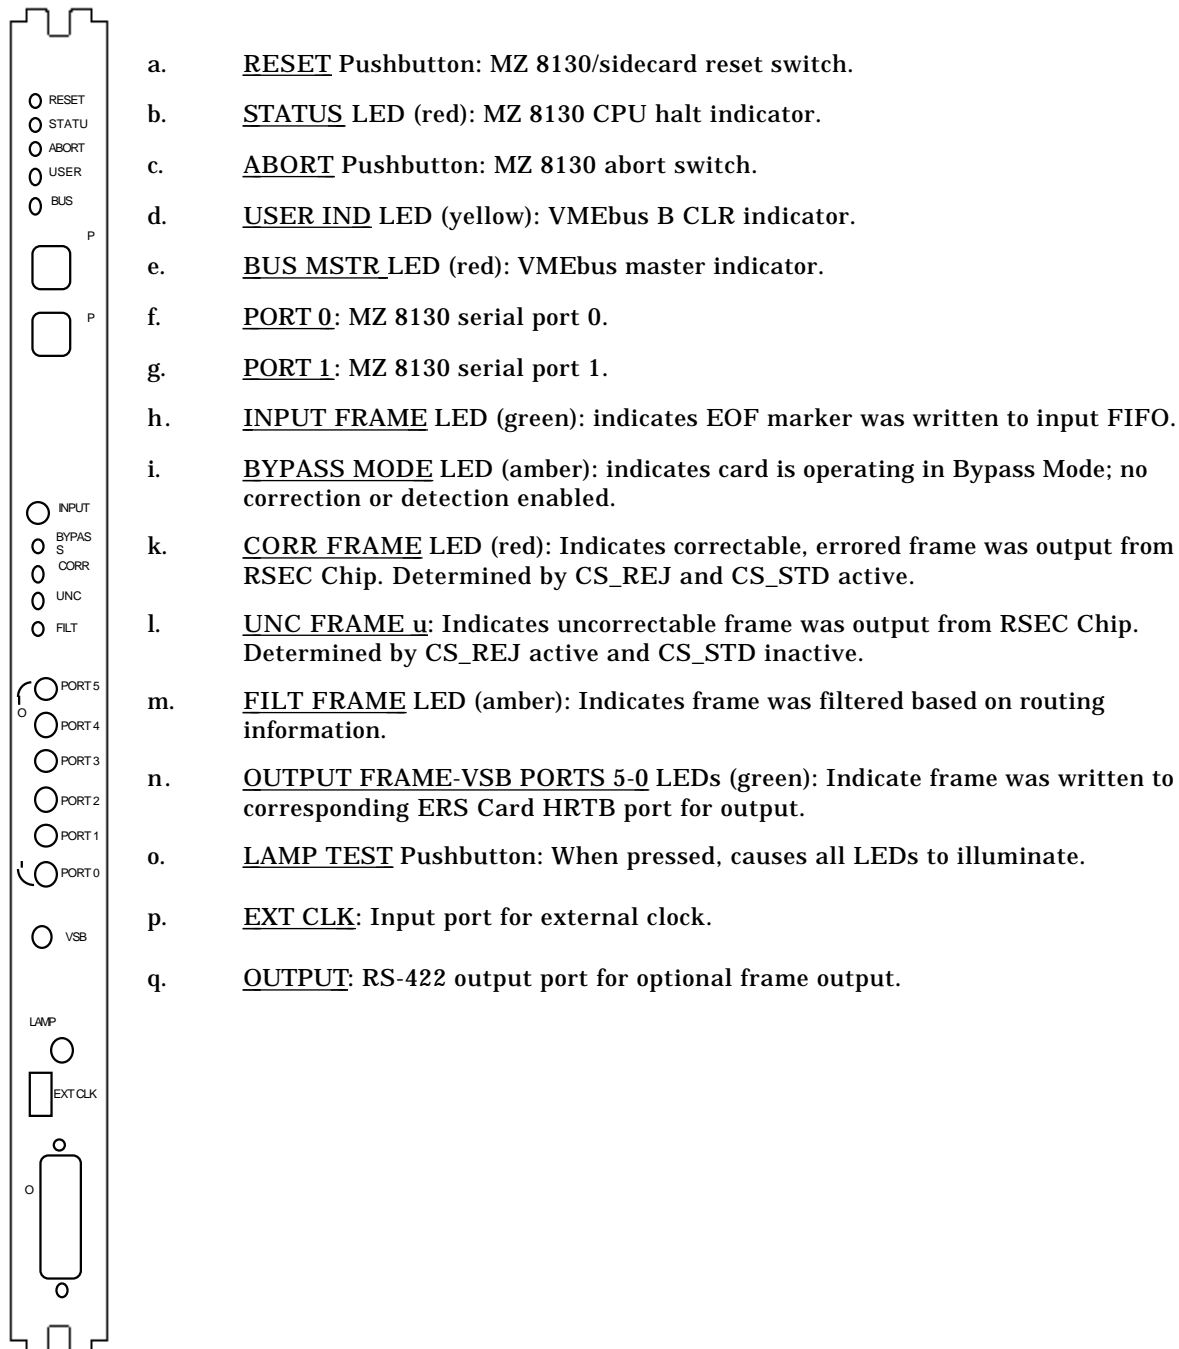 RESET
STATU
ABORT
USER
BUS
P
P
INPUT
BYPAS
S
CORR
UNC
FILT
PORT 5
O
PORT 4
PORT 3
PORT 2
PORT 1
PORT 0
VSB
LAMP
EXT CLK
O
a. RESET Pushbutton: MZ 8130/sidecard reset switch.
b. STATUS LED (red): MZ 8130 CPU halt indicator.
c. ABORT Pushbutton: MZ 8130 abort switch.
d. USER IND LED (yellow): VMEbus B CLR indicator.
e. BUS MSTR LED (red): VMEbus master indicator.
f. PORT 0: MZ 8130 serial port 0.
g. PORT 1: MZ 8130 serial port 1.
h. INPUT FRAME LED (green): indicates EOF marker was written to input FIFO.
i. BYPASS MODE LED (amber): indicates card is operating in Bypass Mode; no
correction or detection enabled.
k. CORR FRAME LED (red): Indicates correctable, errored frame was output from
RSEC Chip. Determined by CS_REJ and CS_STD active.
l. UNC FRAME u: Indicates uncorrectable frame was output from RSEC Chip.
Determined by CS_REJ active and CS_STD inactive.
m. FILT FRAME LED (amber): Indicates frame was filtered based on routing
information.
n. OUTPUT FRAME-VSB PORTS 5-0 LEDs (green): Indicate frame was written to
corresponding ERS Card HRTB port for output.
o. LAMP TEST Pushbutton: When pressed, causes all LEDs to illuminate.
p. EXT CLK: Input port for external clock.
q. OUTPUT: RS-422 output port for optional frame output.